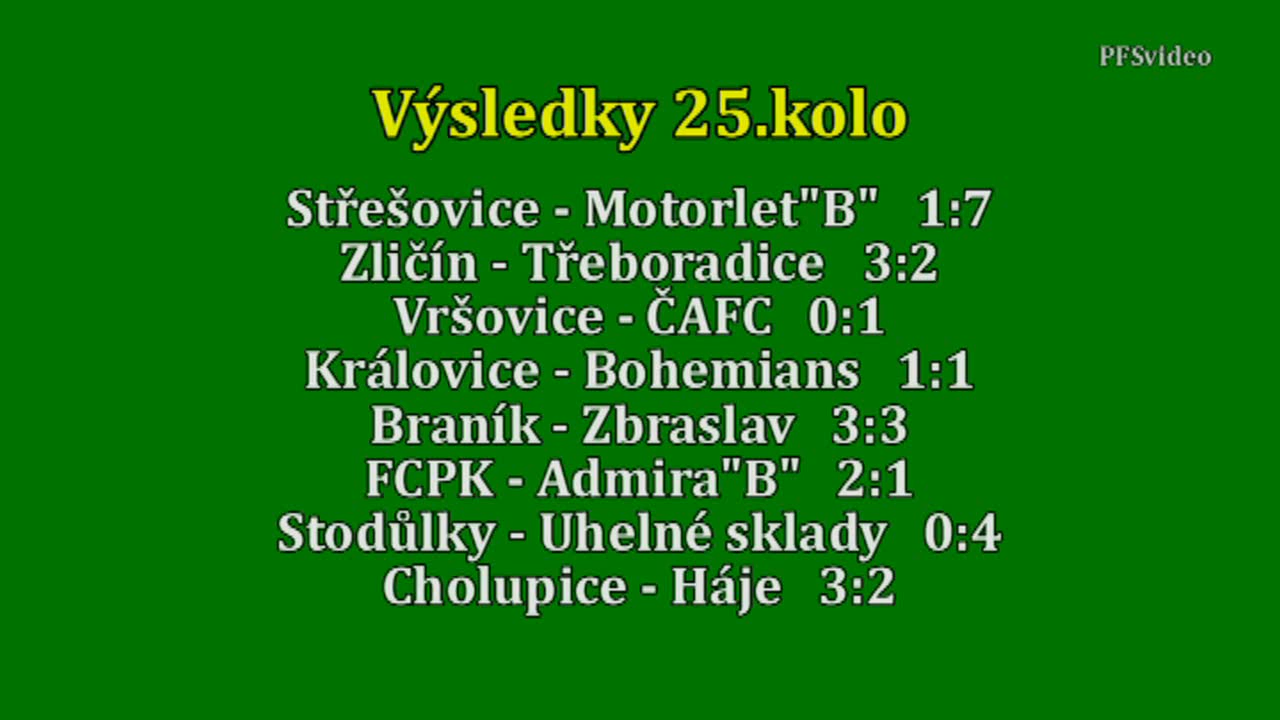 PFSvideo
Výsledky 25.kolo
Střešovice - Motorlet"B" 1:7
Zličín - Třeboradice 3:2
Vršovice - ČAFC 0:1
Královice - Bohemians 1:1
Braník - Zbraslav 3:3
FCPK - Admira"B" 2:1
Stodůlky - Uhelné sklady 0:4
Cholupice - Háje 3:2